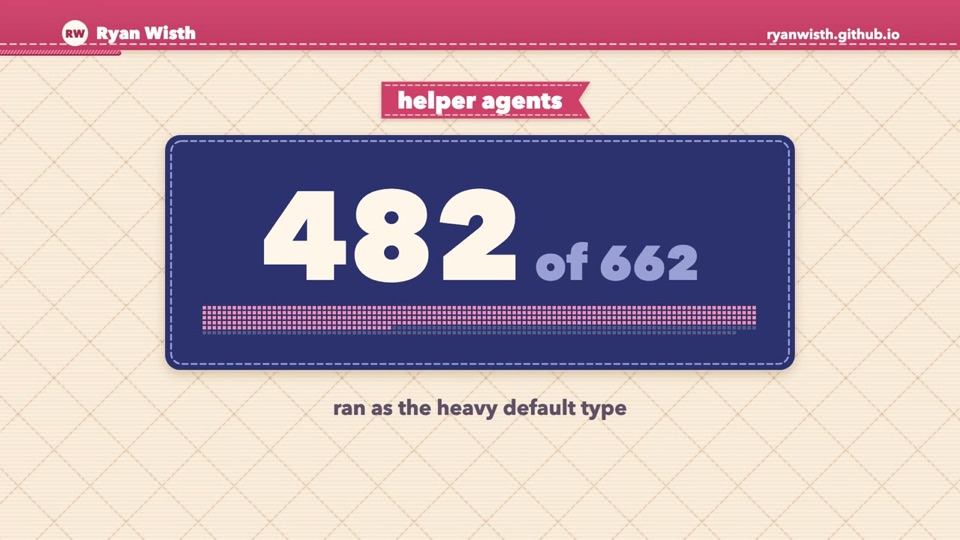 RW Ryan Wisth
ryanwisth.github.io
helper agents
482 of 662
ran as the heavy default type